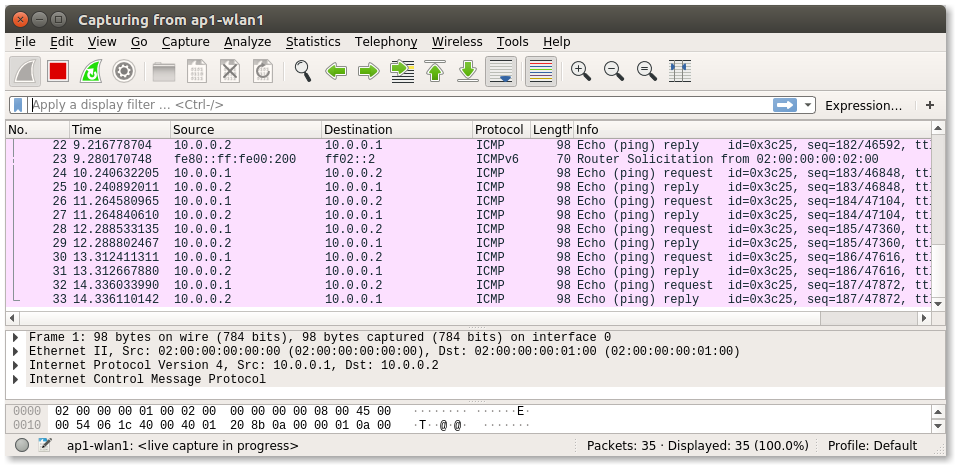 Capturing from ap1-wlan1
File Edit View Go Capture Analyze Statistics Telephony Wireless Tools Help
Apply a display filter ... <Ctrl-/> Expression... +
No. Time Source Destination Protocol Length Info
22 9.216778704 10.0.0.2 10.0.0.1 ICMP 98 Echo (ping) reply id=0x3c25, seq=182/46592, tt
23 9.280170748 fe80::ff:fe00:200 ff02::2 ICMPv6 70 Router Solicitation from 02:00:00:00:02:00
24 10.240632205 10.0.0.1 10.0.0.2 ICMP 98 Echo (ping) request id=0x3c25, seq=183/46848, tt
25 10.240892011 10.0.0.2 10.0.0.1 ICMP 98 Echo (ping) reply id=0x3c25, seq=183/46848, tt
26 11.264580965 10.0.0.1 10.0.0.2 ICMP 98 Echo (ping) request id=0x3c25, seq=184/47104, tt
27 11.264840610 10.0.0.2 10.0.0.1 ICMP 98 Echo (ping) reply id=0x3c25, seq=184/47104, tt
28 12.288533135 10.0.0.1 10.0.0.2 ICMP 98 Echo (ping) request id=0x3c25, seq=185/47360, tt
29 12.288802467 10.0.0.2 10.0.0.1 ICMP 98 Echo (ping) reply id=0x3c25, seq=185/47360, tt
30 13.312411311 10.0.0.1 10.0.0.2 ICMP 98 Echo (ping) request id=0x3c25, seq=186/47616, tt
31 13.312667880 10.0.0.2 10.0.0.1 ICMP 98 Echo (ping) reply id=0x3c25, seq=186/47616, tt
32 14.336033990 10.0.0.1 10.0.0.2 ICMP 98 Echo (ping) request id=0x3c25, seq=187/47872, tt
33 14.336110142 10.0.0.2 10.0.0.1 ICMP 98 Echo (ping) reply id=0x3c25, seq=187/47872, tt
Frame 1: 98 bytes on wire (784 bits), 98 bytes captured (784 bits) on interface 0
Ethernet II, Src: 02:00:00:00:00:00 (02:00:00:00:00:00), Dst: 02:00:00:00:01:00 (02:00:00:00:01:00)
Internet Protocol Version 4, Src: 10.0.0.1, Dst: 10.0.0.2
Internet Control Message Protocol
0000 02 00 00 00 01 00 02 00 00 00 00 00 08 00 45 00 ········ ······E·
0010 00 54 06 1c 40 00 40 01 20 8b 0a 00 00 01 0a 00 ·T··@·@· ·······
ap1-wlan1: <live capture in progress> Packets: 35 · Displayed: 35 (100.0%) Profile: Default